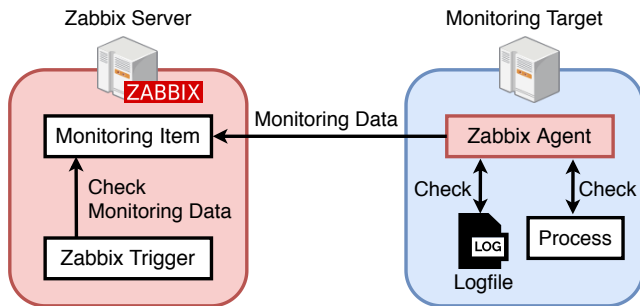 Zabbix Server
Monitoring Target
ZABBIX
Monitoring Item
Monitoring Data
Zabbix Agent
Check
Monitoring Data
Check
Check
Zabbix Trigger
LOG
Process
Logfile